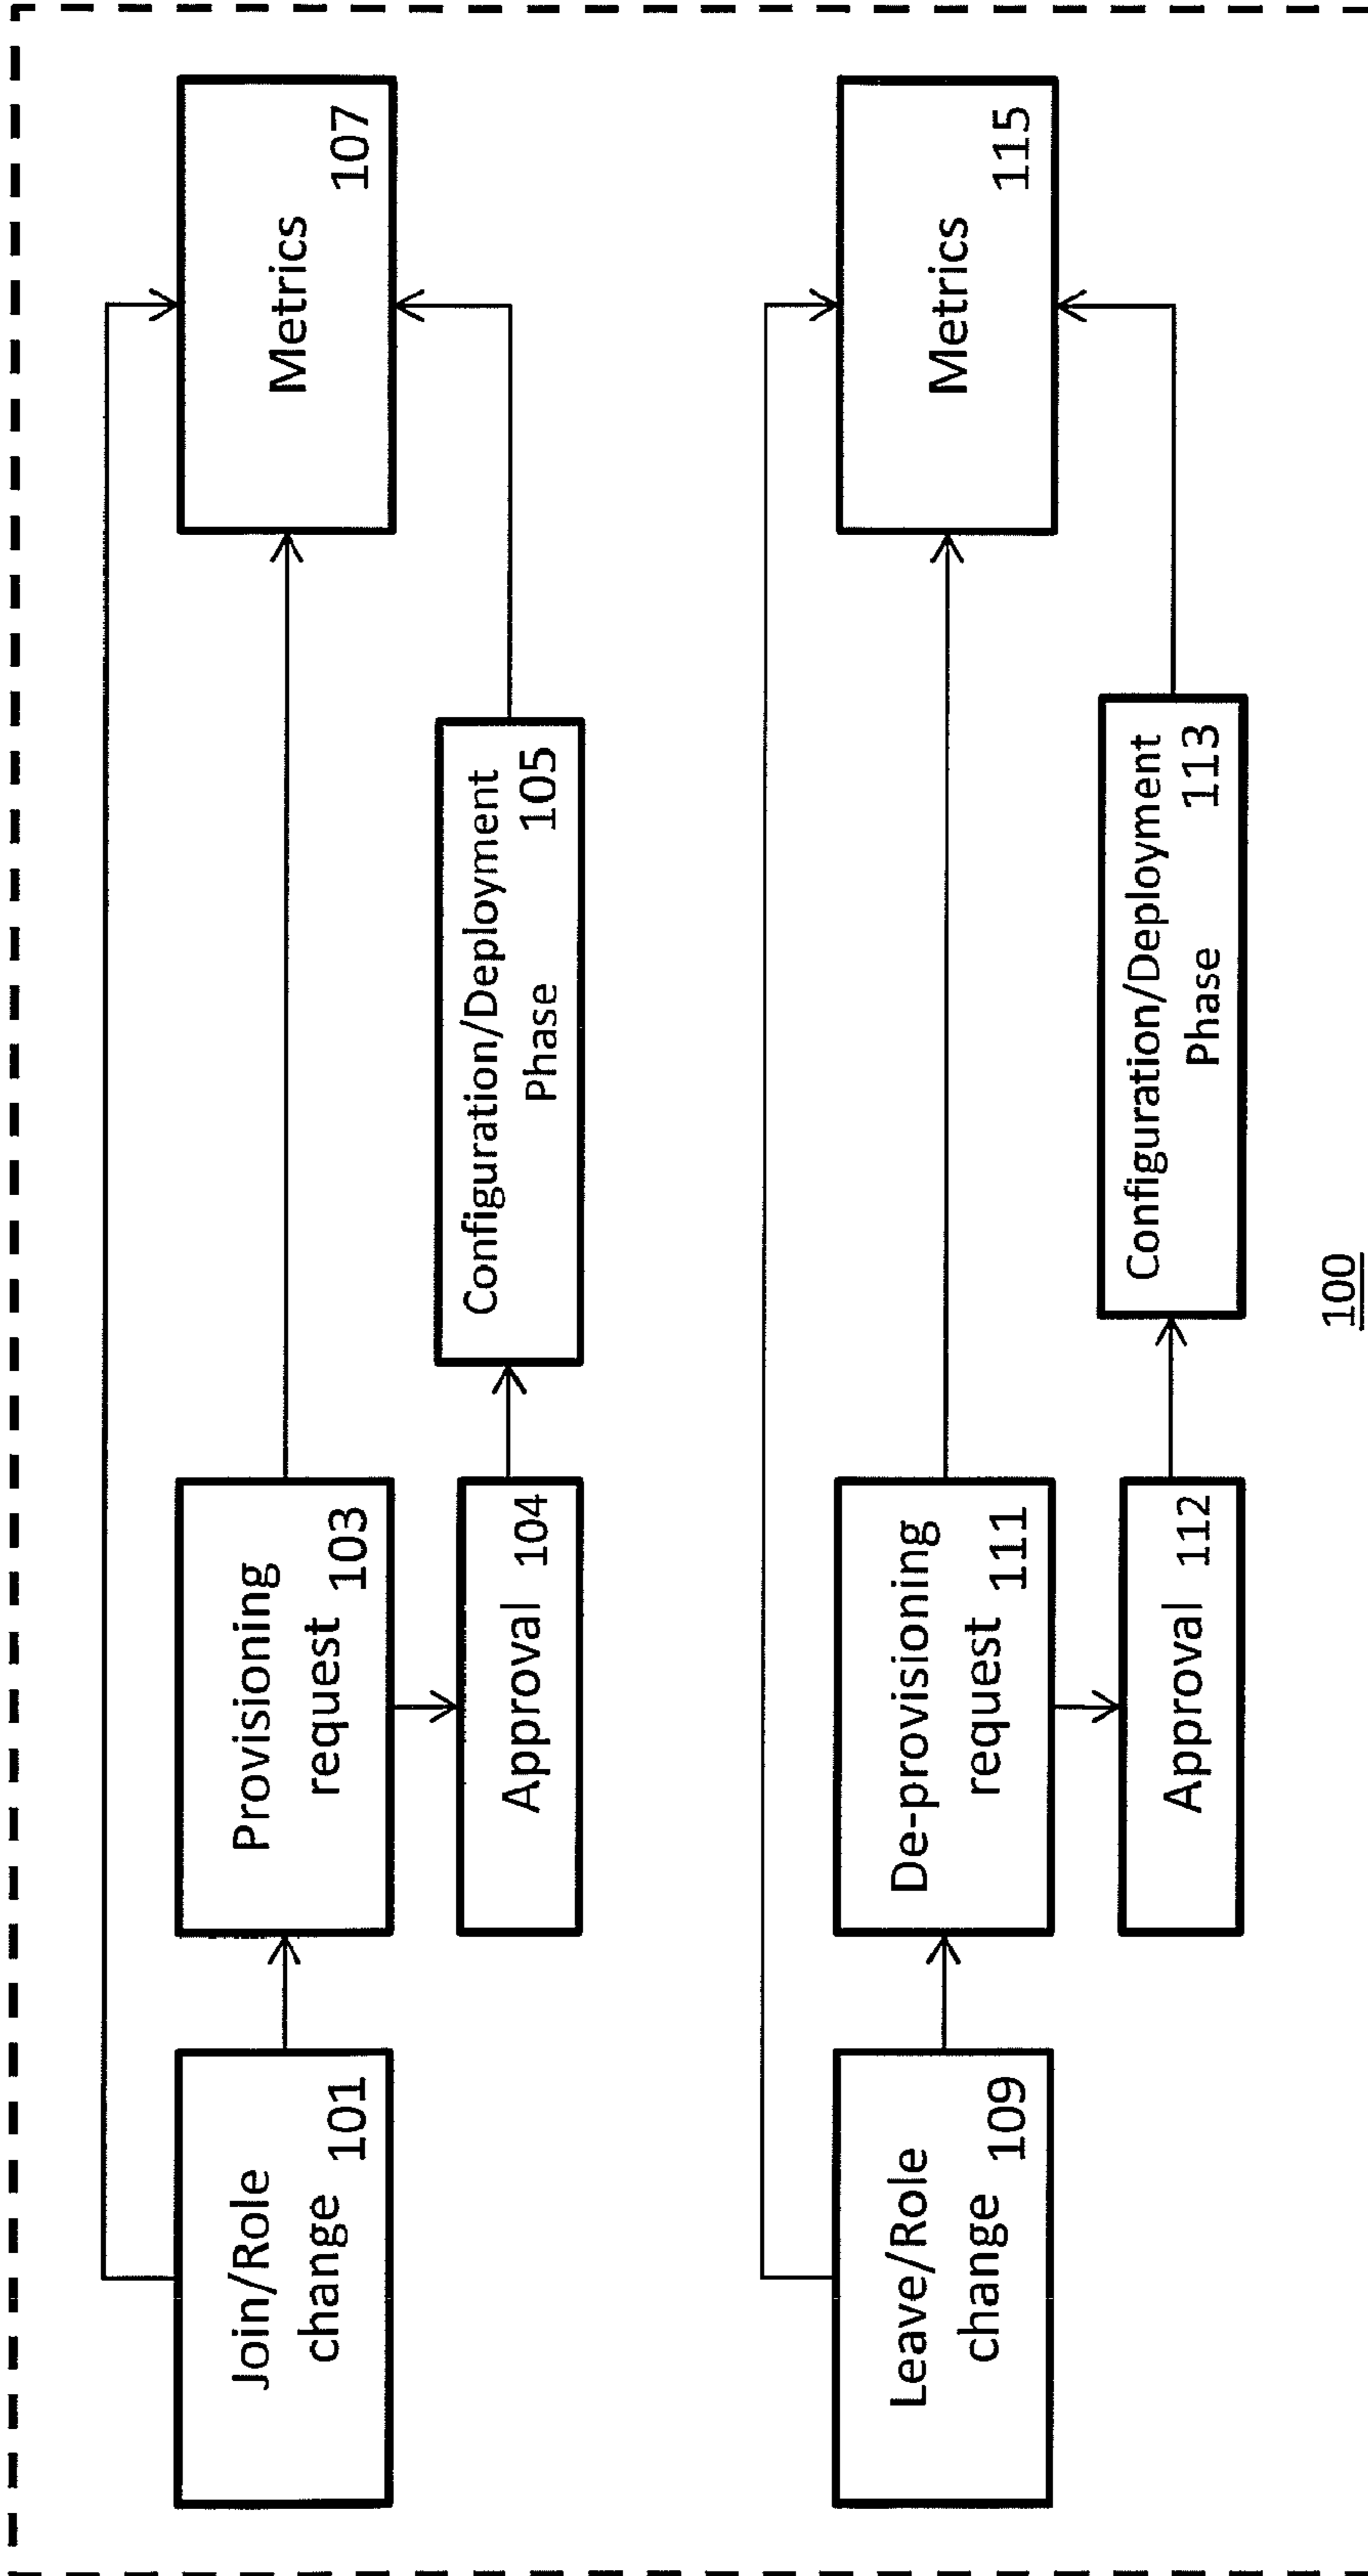 Join/Role
change 101
Provisioning
request 103
Approval 104
Configuration/Deployment
Phase 105
Metrics
107
Leave/Role
change 109
De-provisioning
request 111
Approval 112
Configuration/Deployment
Phase 113
Metrics
115
100